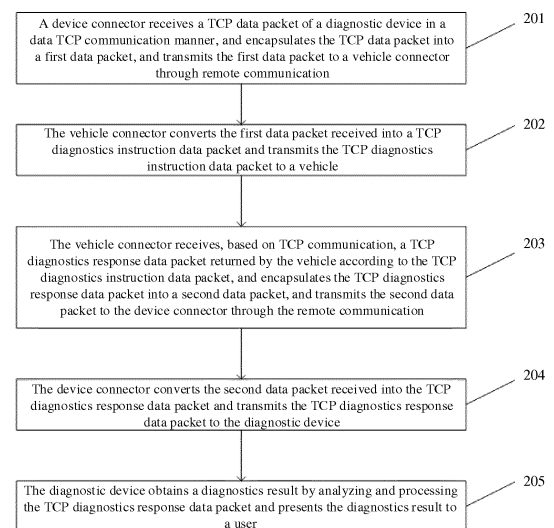 A device connector receives a TCP data packet of a diagnostic device in a
data TCP communication manner, and encapsulates the TCP data packet into
a first data packet, and transmits the first data packet to a vehicle connector
through remote communication
201
The vehicle connector converts the first data packet received into a TCP
diagnostics instruction data packet and transmits the TCP diagnostics
instruction data packet to a vehicle
202
The vehicle connector receives, based on TCP communication, a TCP
diagnostics response data packet returned by the vehicle according to the TCP
diagnostics instruction data packet, and encapsulates the TCP diagnostics
response data packet into a second data packet, and transmits the second data
packet to the device connector through the remote communication
203
The device connector converts the second data packet received into the TCP
diagnostics response data packet and transmits the TCP diagnostics response
data packet to the diagnostic device
204
The diagnostic device obtains a diagnostics result by analyzing and processing
the TCP diagnostics response data packet and presents the diagnostics result to
a user
205